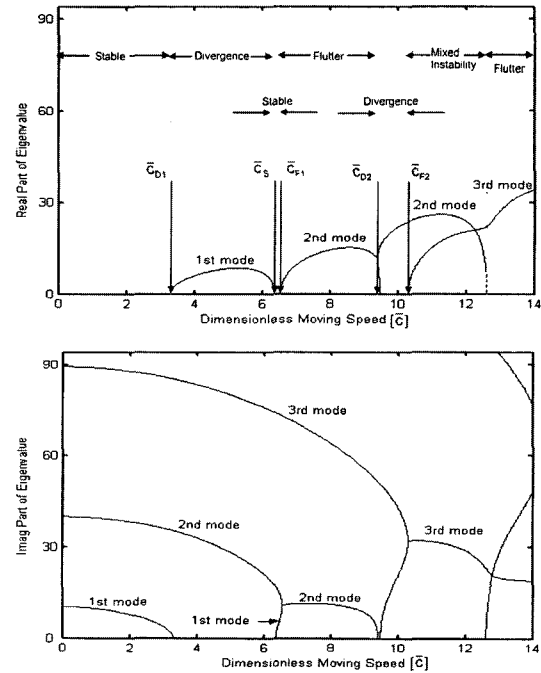 90
60
30
0
Real Part of Eigenvalue
Stable
Divergence
Flutter
Mixed
Instability
Flutter
Stable
Divergence
C̅D1
C̅S
C̅F1
C̅D2
C̅F2
3rd mode
2nd mode
2nd mode
1st mode
0 2 4 6 8 10 12 14
Dimensionless Moving Speed [c̅]
90
60
30
0
Imag Part of Eigenvalue
3rd mode
2nd mode
3rd mode
1st mode
2nd mode
1st mode
0 2 4 6 8 10 12 14
Dimensionless Moving Speed [c̅]